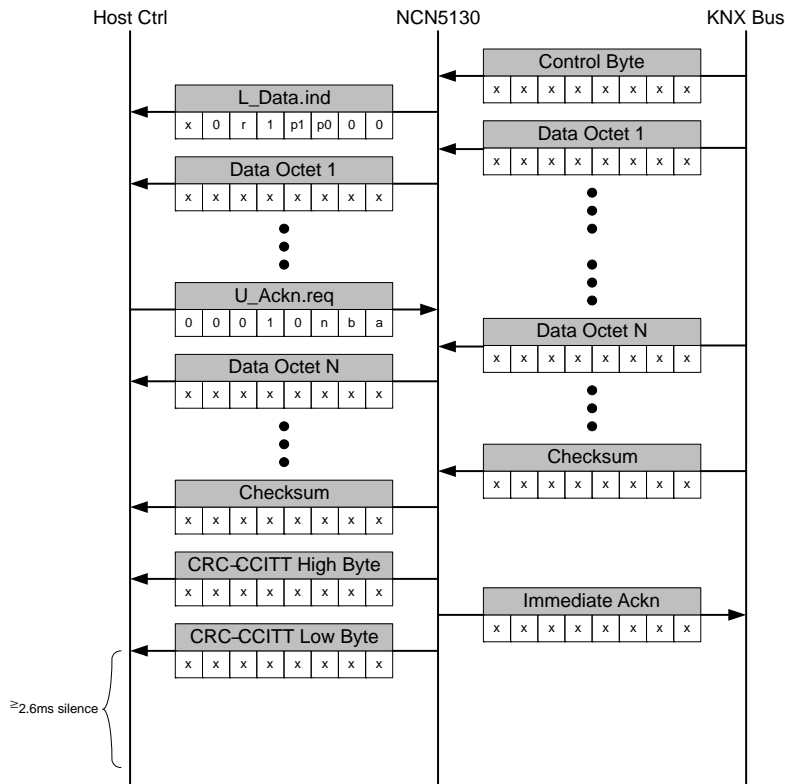 Host Ctrl NCN5130 KNX Bus
Control Byte
x x x x x x x x
L_Data.ind
x 0 r 1 p1 p0 0 0
Data Octet 1
x x x x x x x x
Data Octet 1
x x x x x x x x
U_Ackn.req
0 0 0 1 0 n b a
Data Octet N
x x x x x x x x
Data Octet N
x x x x x x x x
Checksum
x x x x x x x x
Checksum
x x x x x x x x
CRC-CCITT High Byte
x x x x x x x x
Immediate Ackn
x x x x x x x x
CRC-CCITT Low Byte
x x x x x x x x
≥2.6ms silence